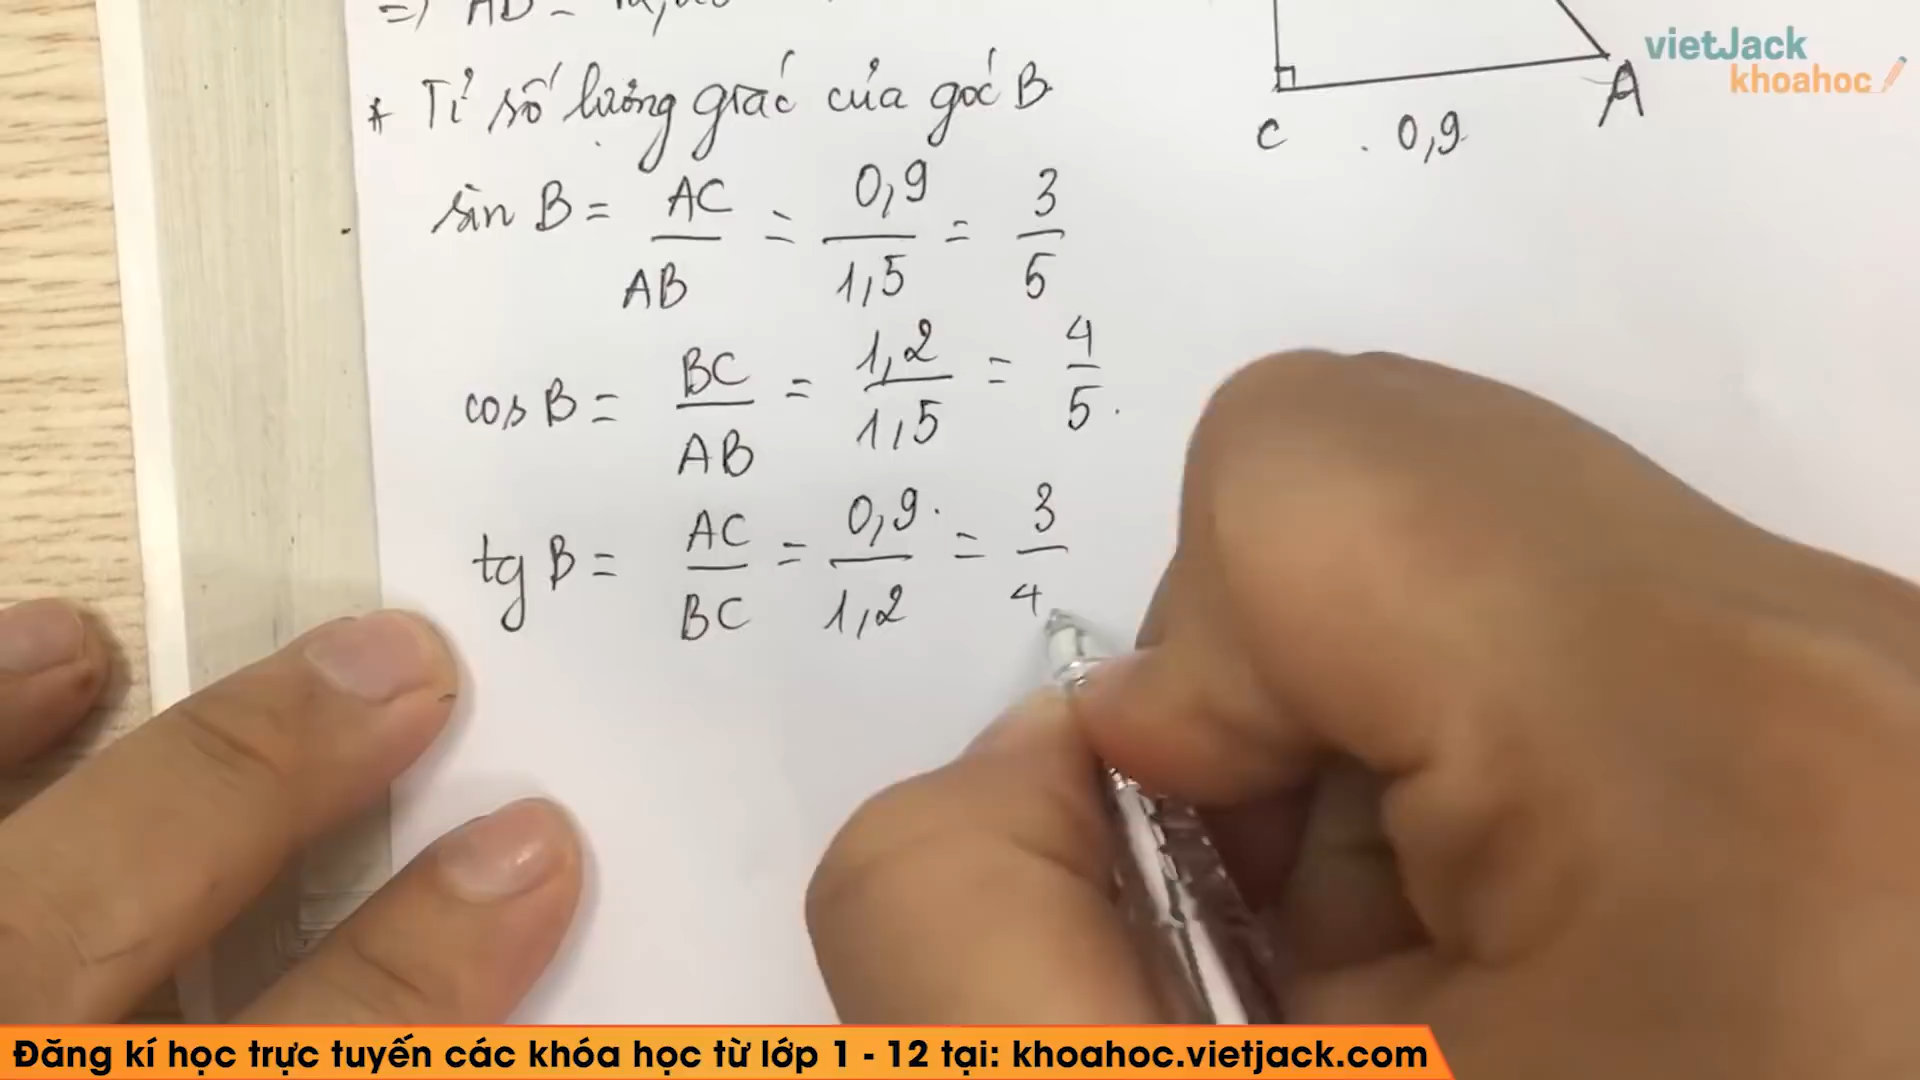 * Tỉ số lượng giác của góc B
sin B = AC/AB = 0,9/1,5 = 3/5
cos B = BC/AB = 1,2/1,5 = 4/5.
tg B = AC/BC = 0,9/1,2 = 3/4
C 0,9 A
vietJack
khoahoc
Đăng kí học trực tuyến các khóa học từ lớp 1 - 12 tại: khoahoc.vietjack.com